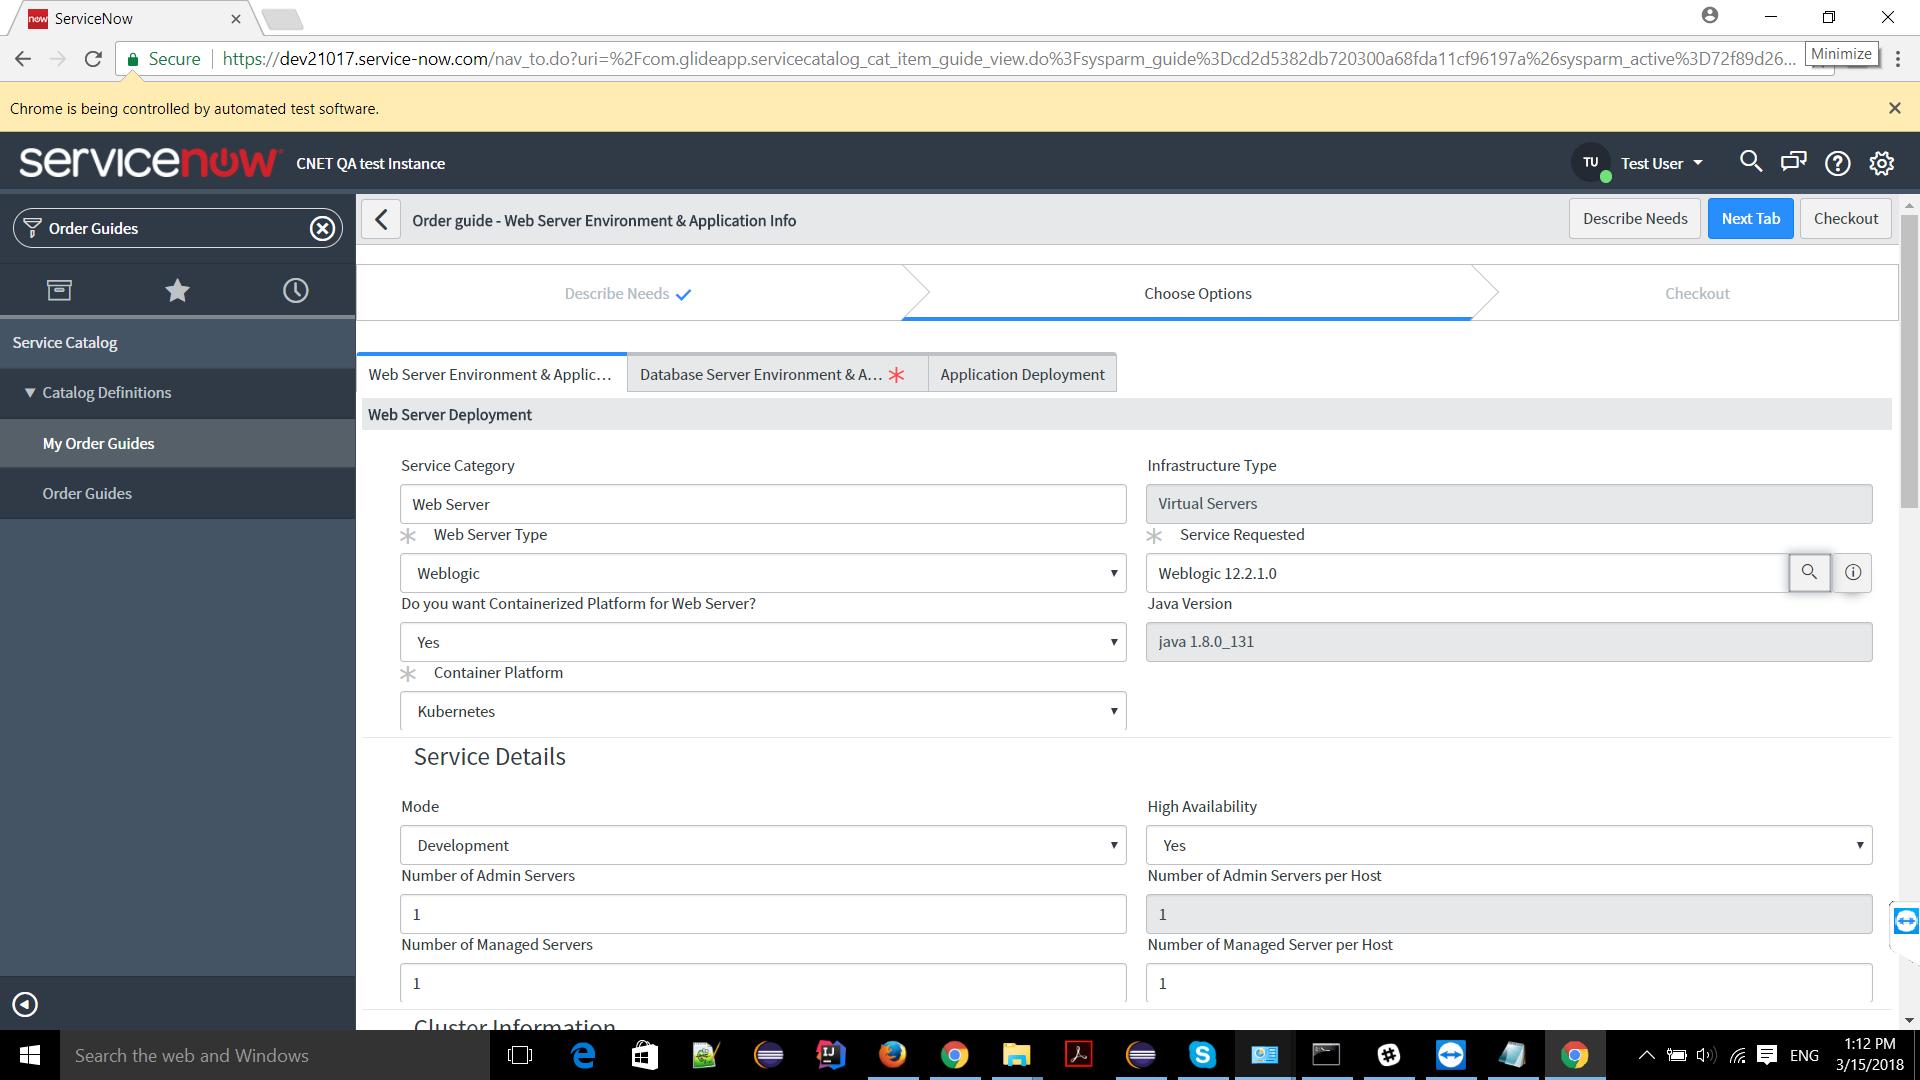 now ServiceNow
Secure https://dev21017.service-now.com/nav_to.do?uri=%2Fcom.glideapp.servicecatalog_cat_item_guide_view.do%3Fsysparm_guide%3Dcd2d5382db720300a68fda11cf96197a%26sysparm_active%3D72f89d26...
Minimize
Chrome is being controlled by automated test software.
servicenow CNET QA test Instance
TU Test User
Order Guides
Order guide - Web Server Environment & Application Info
Describe Needs Next Tab Checkout
Describe Needs Choose Options Checkout
Service Catalog
Catalog Definitions
My Order Guides
Order Guides
Web Server Environment & Applic... Database Server Environment & A... Application Deployment
Web Server Deployment
Service Category Infrastructure Type
Web Server Virtual Servers
Web Server Type Service Requested
Weblogic Weblogic 12.2.1.0
Do you want Containerized Platform for Web Server? Java Version
Yes java 1.8.0_131
Container Platform
Kubernetes
Service Details
Mode High Availability
Development Yes
Number of Admin Servers Number of Admin Servers per Host
1 1
Number of Managed Servers Number of Managed Server per Host
1 1
Cluster Information
Search the web and Windows
ENG
1:12 PM
3/15/2018